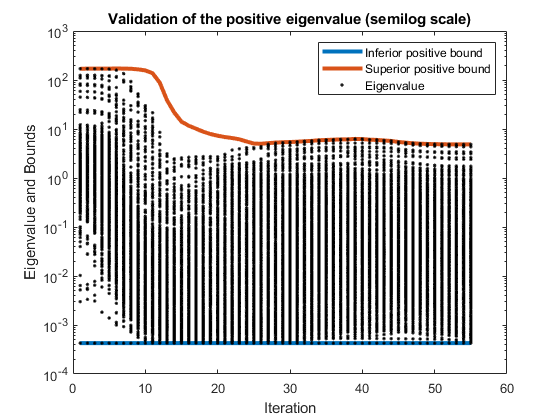 Validation of the positive eigenvalue (semilog scale)
Inferior positive bound
Superior positive bound
Eigenvalue
Eigenvalue and Bounds
10^3
10^2
10^1
10^0
10^-1
10^-2
10^-3
10^-4
0 10 20 30 40 50 60
Iteration